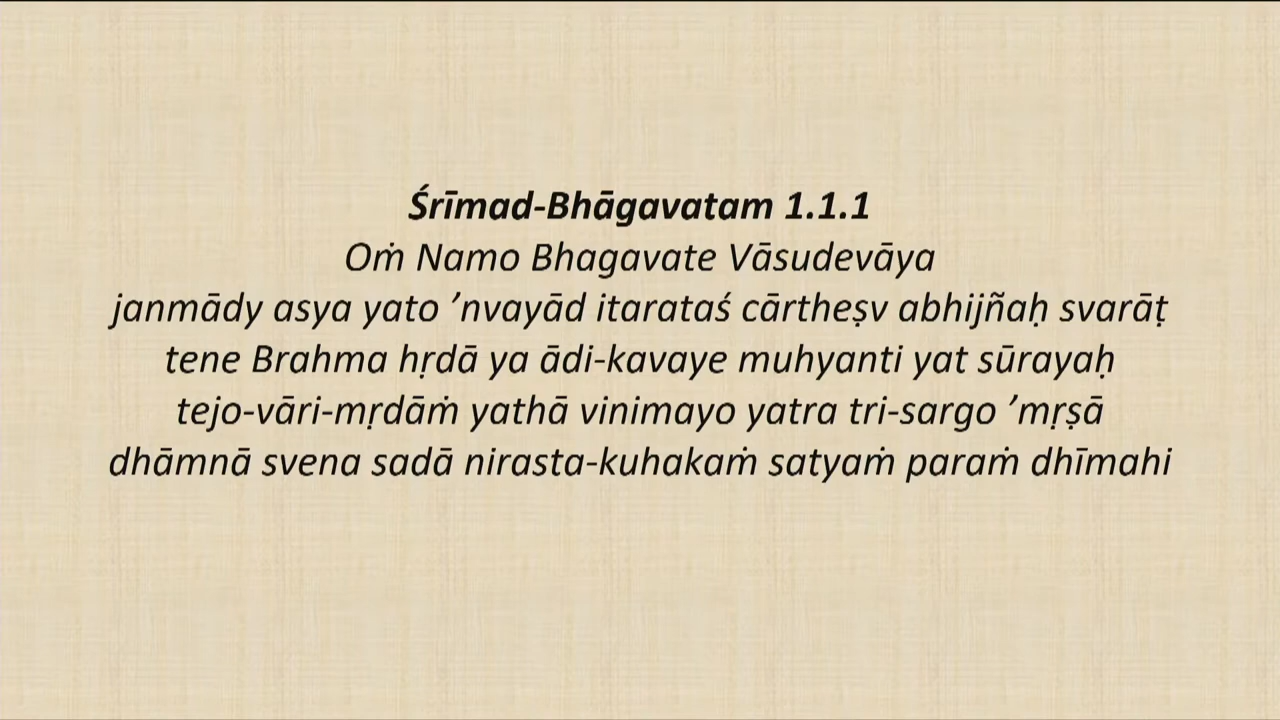 Śrīmad-Bhāgavatam 1.1.1
Oṁ Namo Bhagavate Vāsudevāya
janmādy asya yato ’nvayād itarataś cārtheṣv abhijñaḥ svarāṭ
tene Brahma hṛdā ya ādi-kavaye muhyanti yat sūrayaḥ
tejo-vāri-mṛdāṁ yathā vinimayo yatra tri-sargo ’mṛṣā
dhāmnā svena sadā nirasta-kuhakaṁ satyaṁ paraṁ dhīmahi